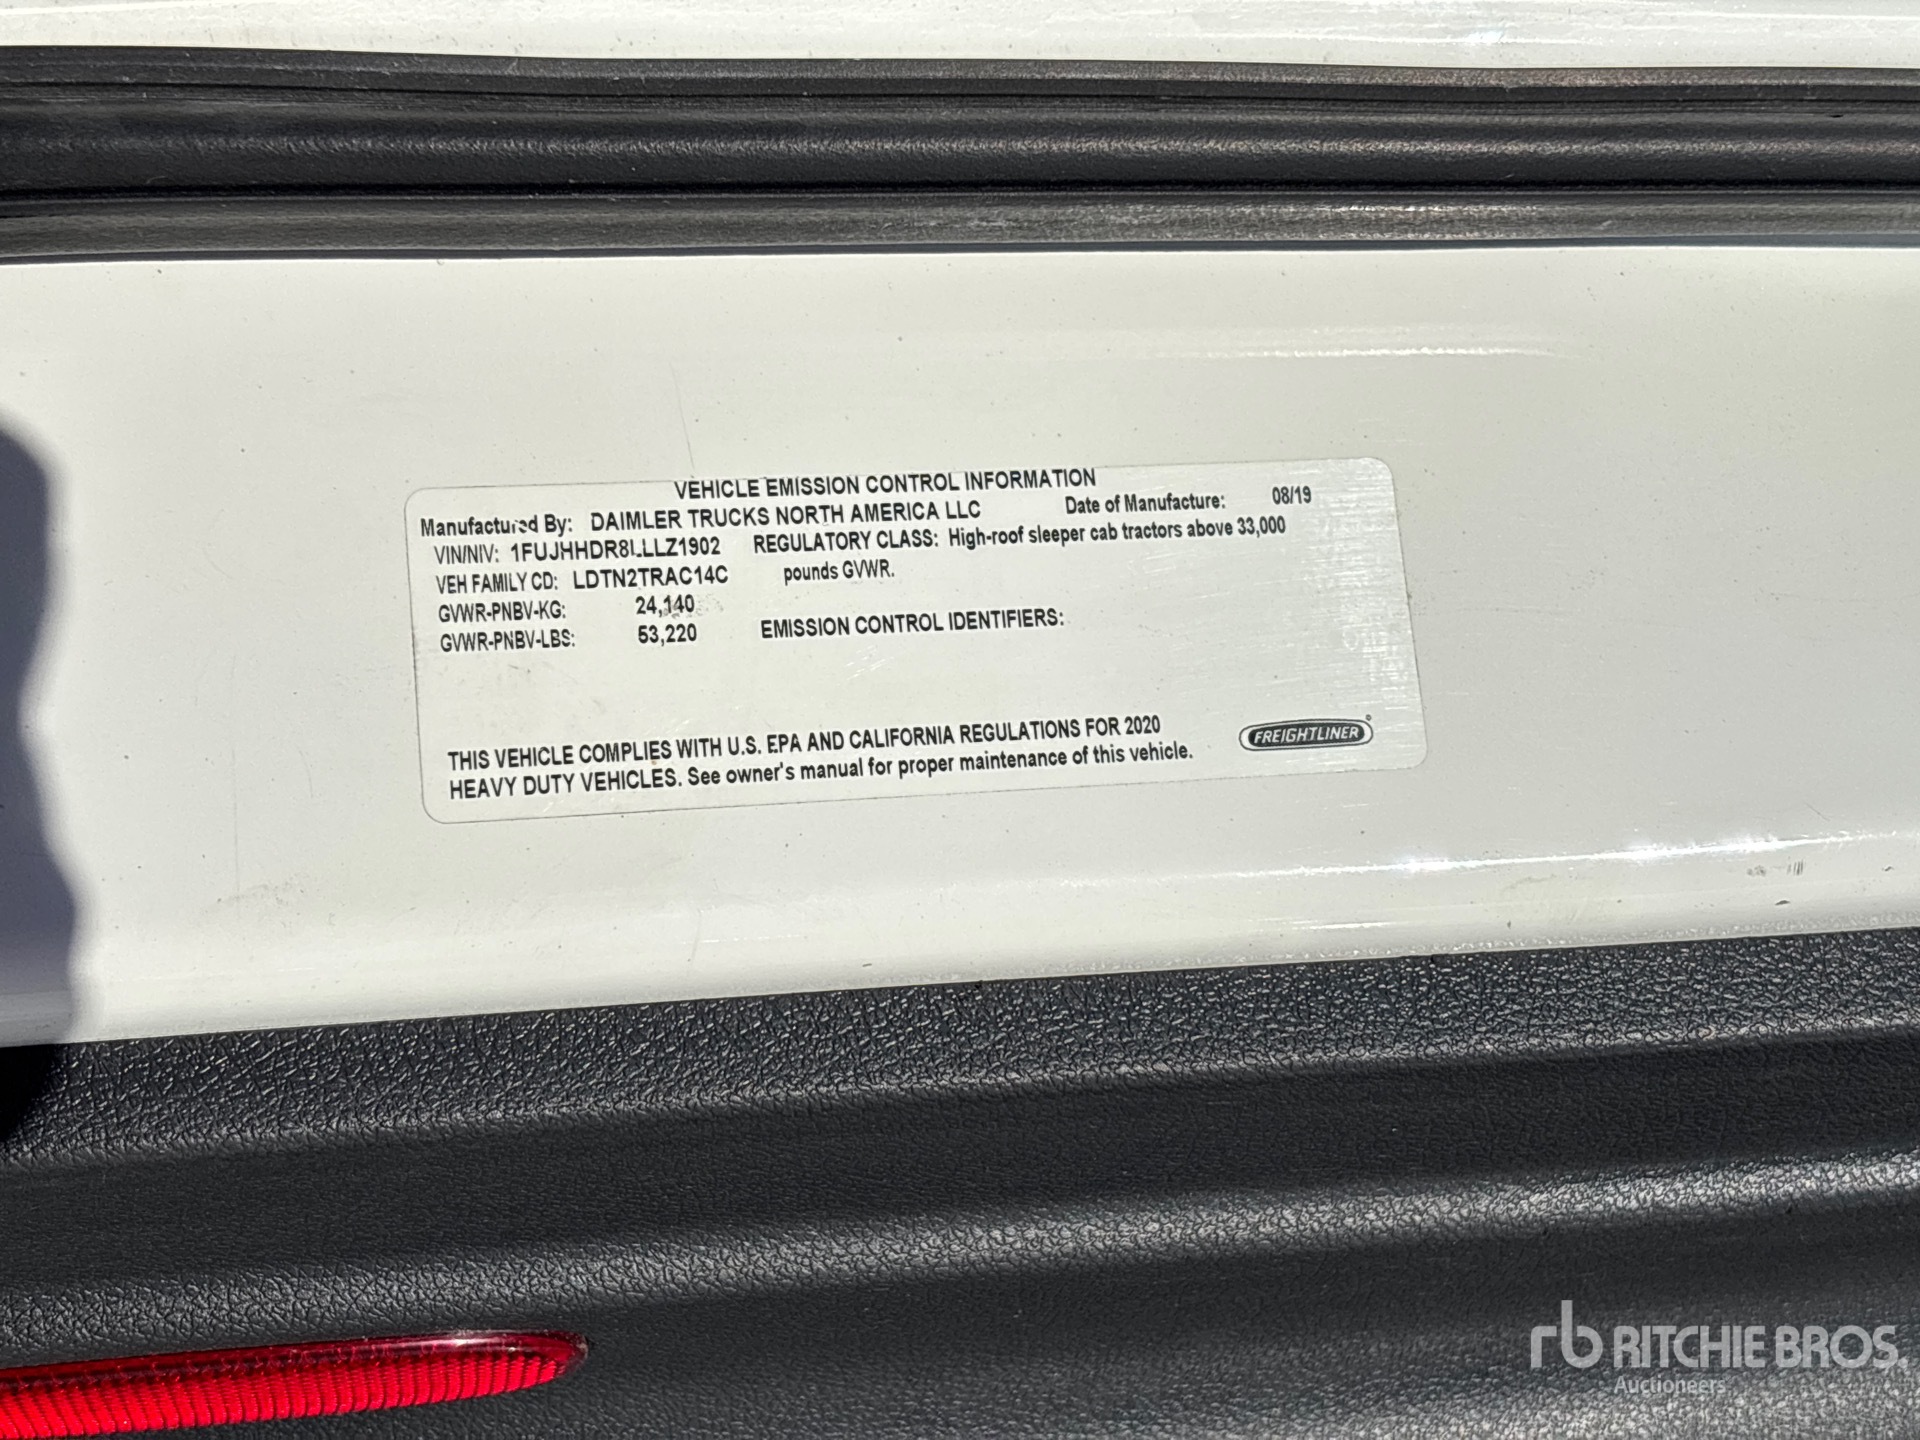 VEHICLE EMISSION CONTROL INFORMATION
Manufactured By: DAIMLER TRUCKS NORTH AMERICA LLC Date of Manufacture: 08/19
VIN/NIV: 1FUJHHDR8LLLZ1902 REGULATORY CLASS: High-roof sleeper cab tractors above 33,000
VEH FAMILY CD: LDTN2TRAC14C pounds GVWR.
GVWR-PNBV-KG: 24,140
GVWR-PNBV-LBS: 53,220 EMISSION CONTROL IDENTIFIERS:
THIS VEHICLE COMPLIES WITH U.S. EPA AND CALIFORNIA REGULATIONS FOR 2020
HEAVY DUTY VEHICLES. See owner's manual for proper maintenance of this vehicle.
FREIGHTLINER®
rb RITCHIE BROS.
Auctioneers